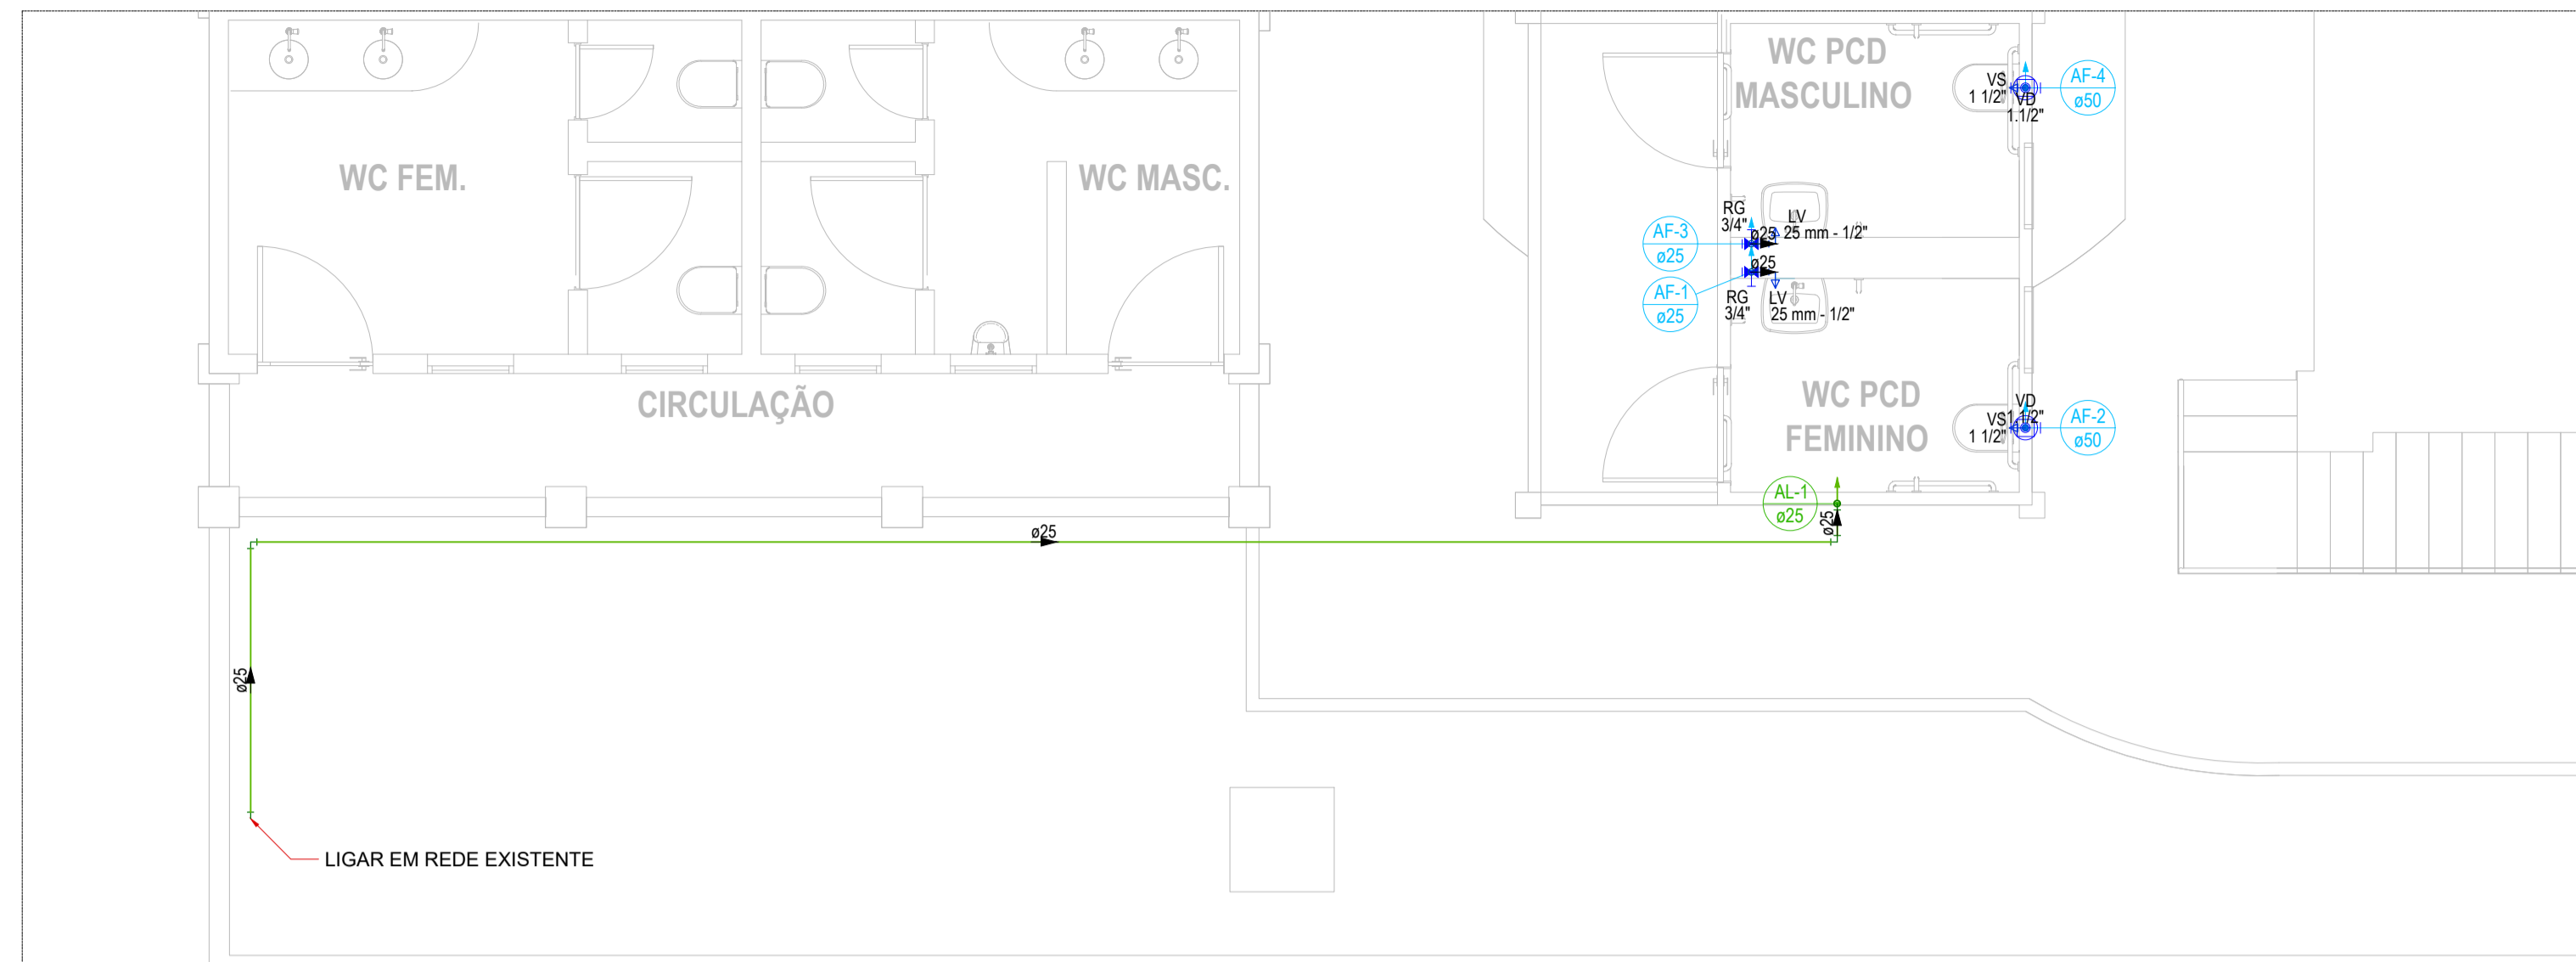 WC FEM.
WC MASC.
CIRCULAÇÃO
WC PCD
MASCULINO
VS
1 1/2"
VD
1.1/2"
AF-4
ø50
RG
3/4"
LV
25 mm - 1/2"
ø25
AF-3
ø25
ø25
AF-1
ø25
RG
3/4"
LV
25 mm - 1/2"
WC PCD
FEMININO
VD
1 1/2"
VS
1 1/2"
AF-2
ø50
AL-1
ø25
ø25
ø25
ø25
LIGAR EM REDE EXISTENTE